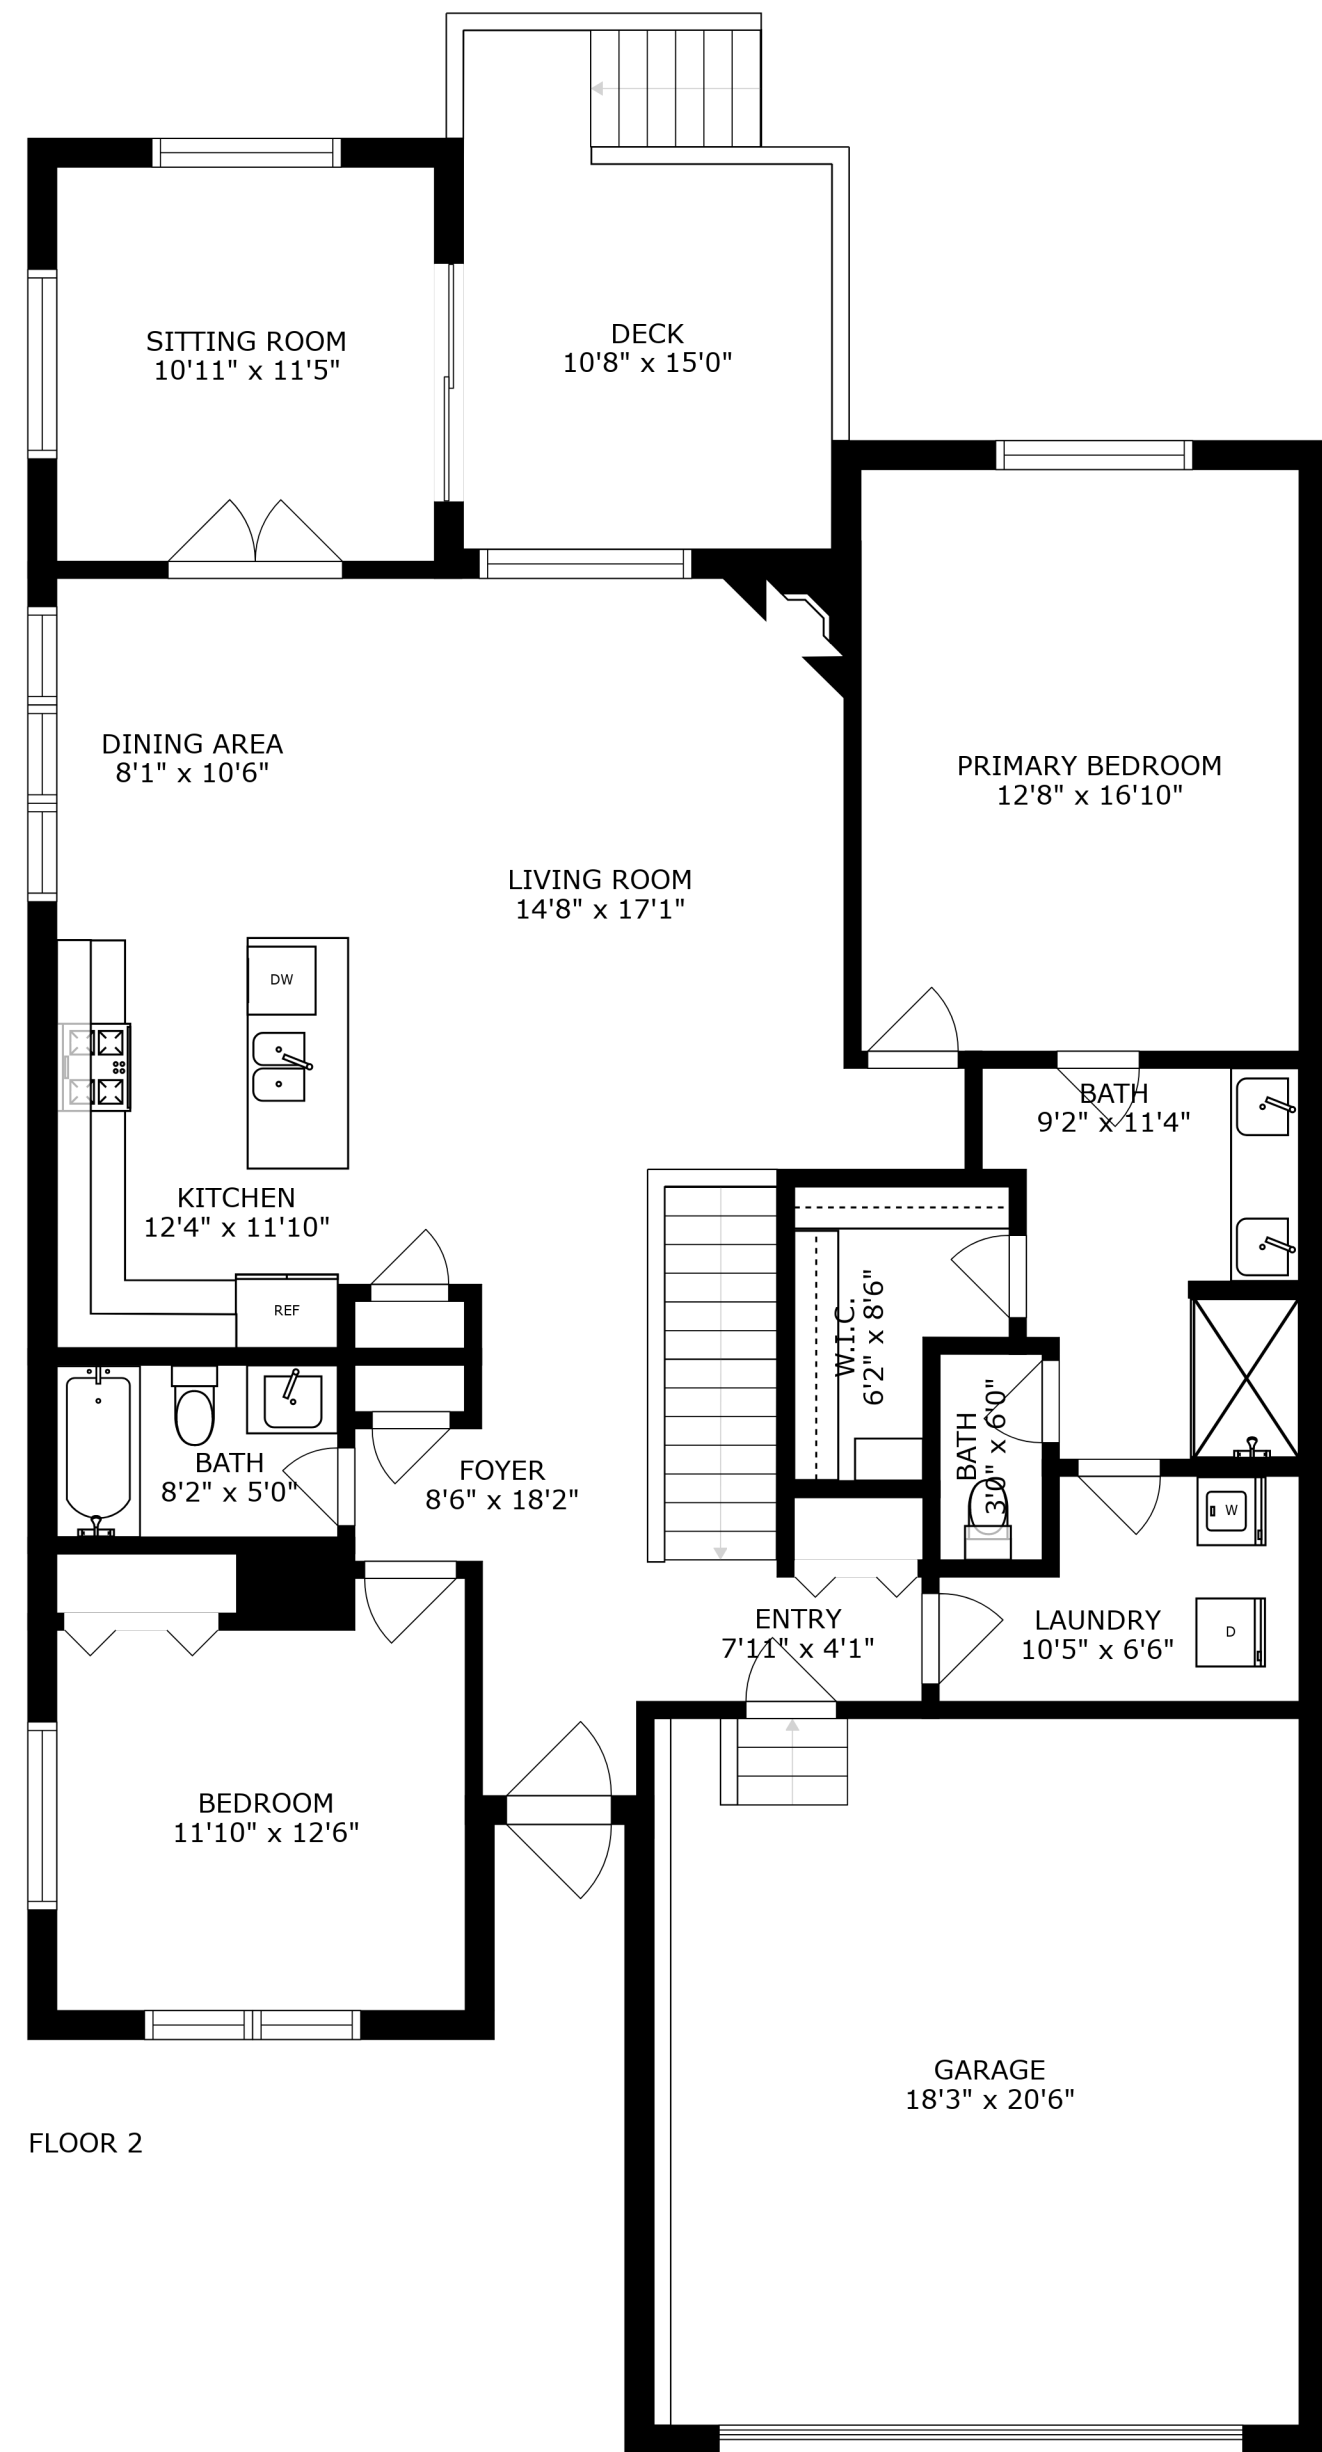 SITTING ROOM
10'11" x 11'5"
DECK
10'8" x 15'0"
DINING AREA
8'1" x 10'6"
PRIMARY BEDROOM
12'8" x 16'10"
LIVING ROOM
14'8" x 17'1"
DW
BATH
9'2" x 11'4"
KITCHEN
12'4" x 11'10"
REF
W.I.C.
6'2" x 8'6"
BATH
8'2" x 5'0"
FOYER
8'6" x 18'2"
BATH
3'0" x 6'0"
W
ENTRY
7'11" x 4'1"
LAUNDRY
10'5" x 6'6"
D
BEDROOM
11'10" x 12'6"
GARAGE
18'3" x 20'6"
FLOOR 2